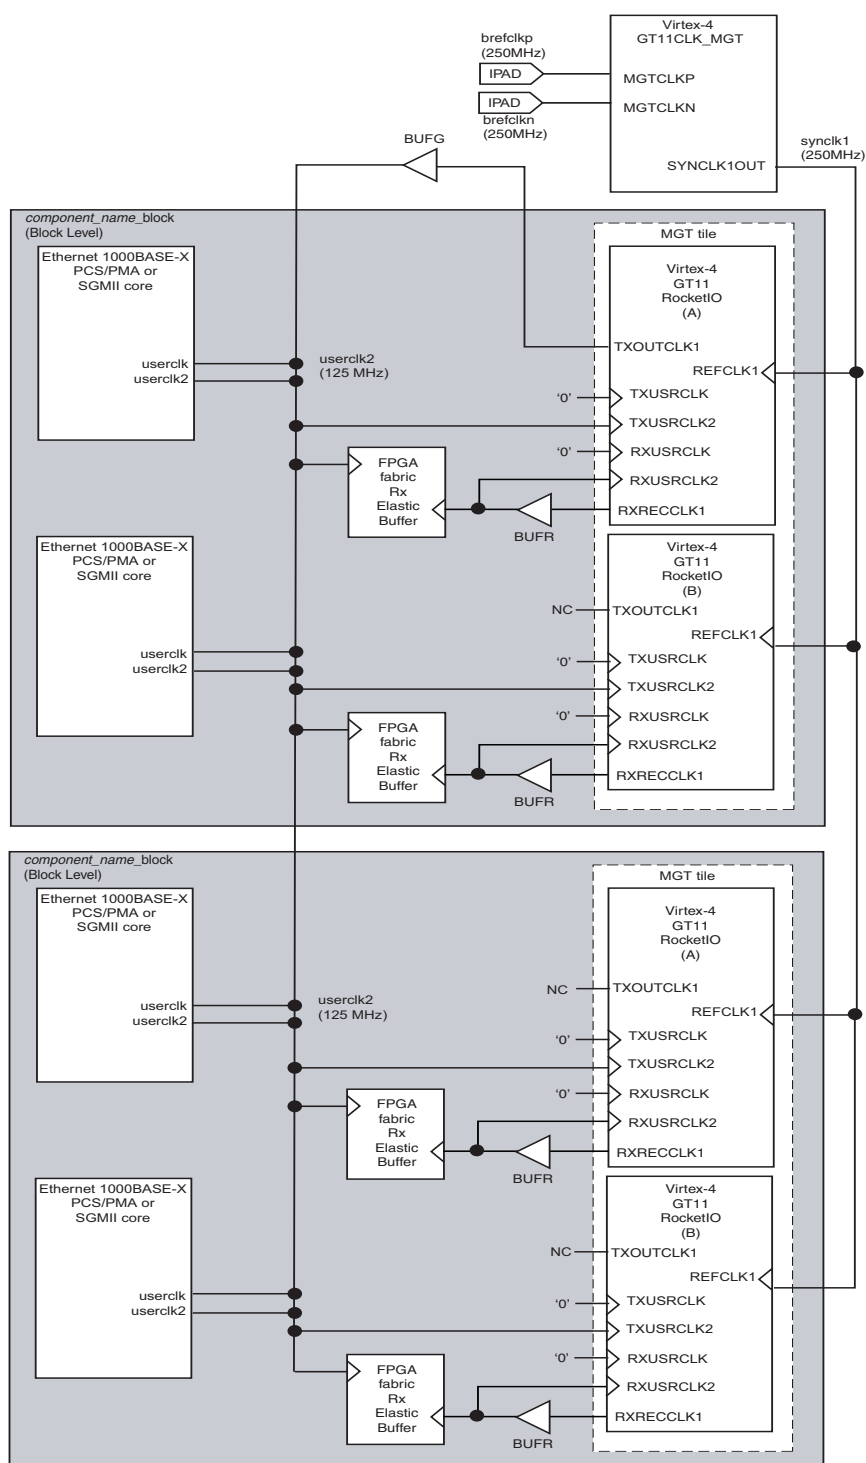 Virtex-4
GT11CLK_MGT
brefclkp
(250MHz)
IPAD
MGTCLKP
IPAD
MGTCLKN
brefclkn
(250MHz)
synclk1
(250MHz)
SYNCLK1OUT
BUFG
component_name_block
(Block Level)
MGT tile
Ethernet 1000BASE-X
PCS/PMA or
SGMII core
userclk
userclk2
userclk2
(125 MHz)
Virtex-4
GT11
RocketIO
(A)
TXOUTCLK1
REFCLK1
‘0’
TXUSRCLK
TXUSRCLK2
‘0’
RXUSRCLK
RXUSRCLK2
RXRECCLK1
FPGA
fabric
Rx
Elastic
Buffer
BUFR
Ethernet 1000BASE-X
PCS/PMA or
SGMII core
userclk
userclk2
Virtex-4
GT11
RocketIO
(B)
NC
TXOUTCLK1
REFCLK1
‘0’
TXUSRCLK
TXUSRCLK2
‘0’
RXUSRCLK
RXUSRCLK2
RXRECCLK1
FPGA
fabric
Rx
Elastic
Buffer
BUFR
component_name_block
(Block Level)
MGT tile
Ethernet 1000BASE-X
PCS/PMA or
SGMII core
userclk
userclk2
userclk2
(125 MHz)
Virtex-4
GT11
RocketIO
(A)
NC
TXOUTCLK1
REFCLK1
‘0’
TXUSRCLK
TXUSRCLK2
‘0’
RXUSRCLK
RXUSRCLK2
RXRECCLK1
FPGA
fabric
Rx
Elastic
Buffer
BUFR
Ethernet 1000BASE-X
PCS/PMA or
SGMII core
userclk
userclk2
Virtex-4
GT11
RocketIO
(B)
NC
TXOUTCLK1
REFCLK1
‘0’
TXUSRCLK
TXUSRCLK2
‘0’
RXUSRCLK
RXUSRCLK2
RXRECCLK1
FPGA
fabric
Rx
Elastic
Buffer
BUFR